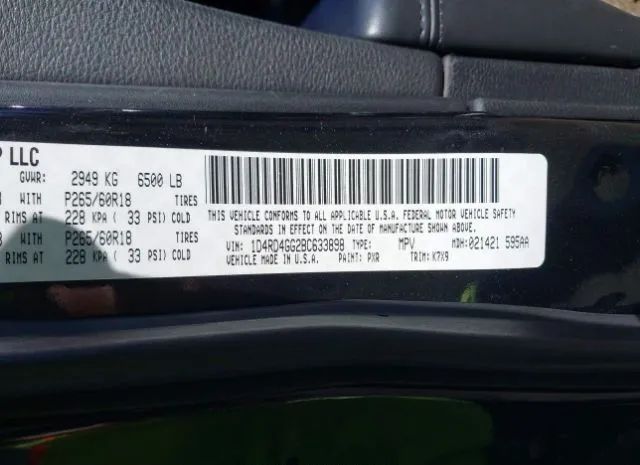 LLC
GVWR: 2949 KG 6500 LB
WITH P265/60R18 TIRES
RIMS AT 228 KPA ( 33 PSI) COLD
WITH P265/60R18 TIRES
RIMS AT 228 KPA ( 33 PSI) COLD
THIS VEHICLE CONFORMS TO ALL APPLICABLE U.S.A. FEDERAL MOTOR VEHICLE SAFETY
STANDARDS IN EFFECT ON THE DATE OF MANUFACTURE SHOWN ABOVE.
VIN: 1D4RD4GG2BC633898 TYPE: MPV MDH:021421 595AA
VEHICLE MADE IN U.S.A. PAINT: PXR TRIM: K7X9